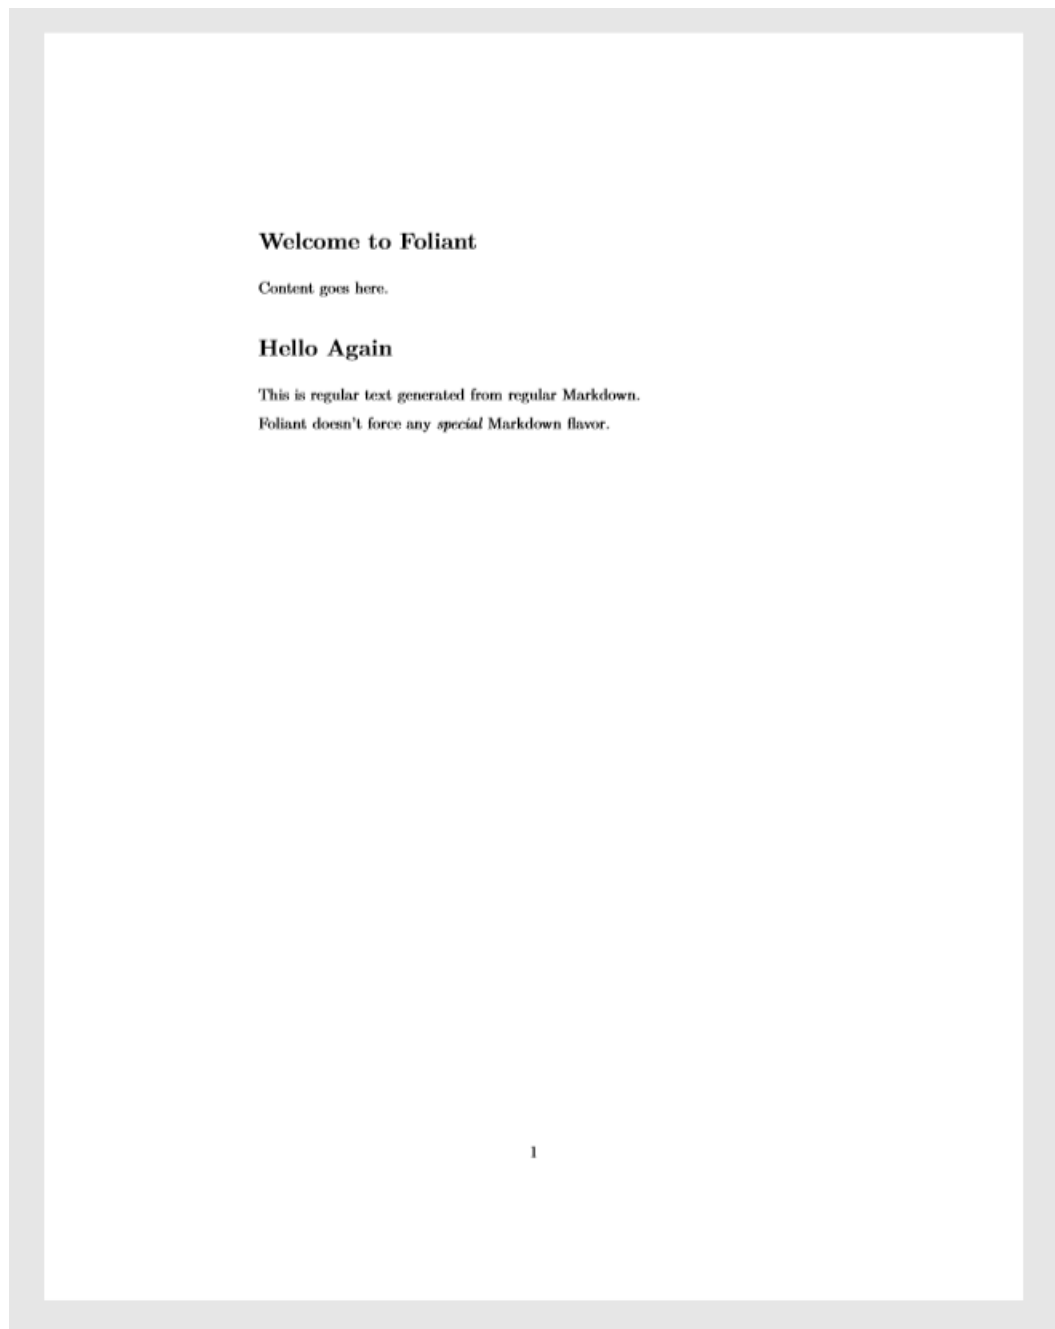 Welcome to Foliant
Content goes here.
Hello Again
This is regular text generated from regular Markdown.
Foliant doesn't force any special Markdown flavor.
1